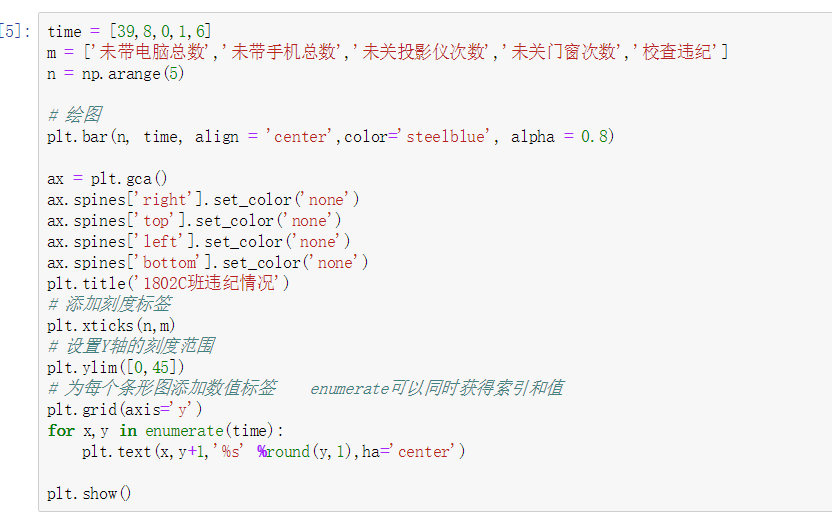 [5]:
time = [39,8,0,1,6]
m = ['未带电脑总数','未带手机总数','未关投影仪次数','未关门窗次数','校查违纪']
n = np.arange(5)
# 绘图
plt.bar(n, time, align = 'center',color='steelblue', alpha = 0.8)
ax = plt.gca()
ax.spines['right'].set_color('none')
ax.spines['top'].set_color('none')
ax.spines['left'].set_color('none')
ax.spines['bottom'].set_color('none')
plt.title('1802C班违纪情况')
# 添加刻度标签
plt.xticks(n,m)
# 设置Y轴的刻度范围
plt.ylim([0,45])
# 为每个条形图添加数值标签    enumerate可以同时获得索引和值
plt.grid(axis='y')
for x,y in enumerate(time):
    plt.text(x,y+1,'%s' %round(y,1),ha='center')
plt.show()